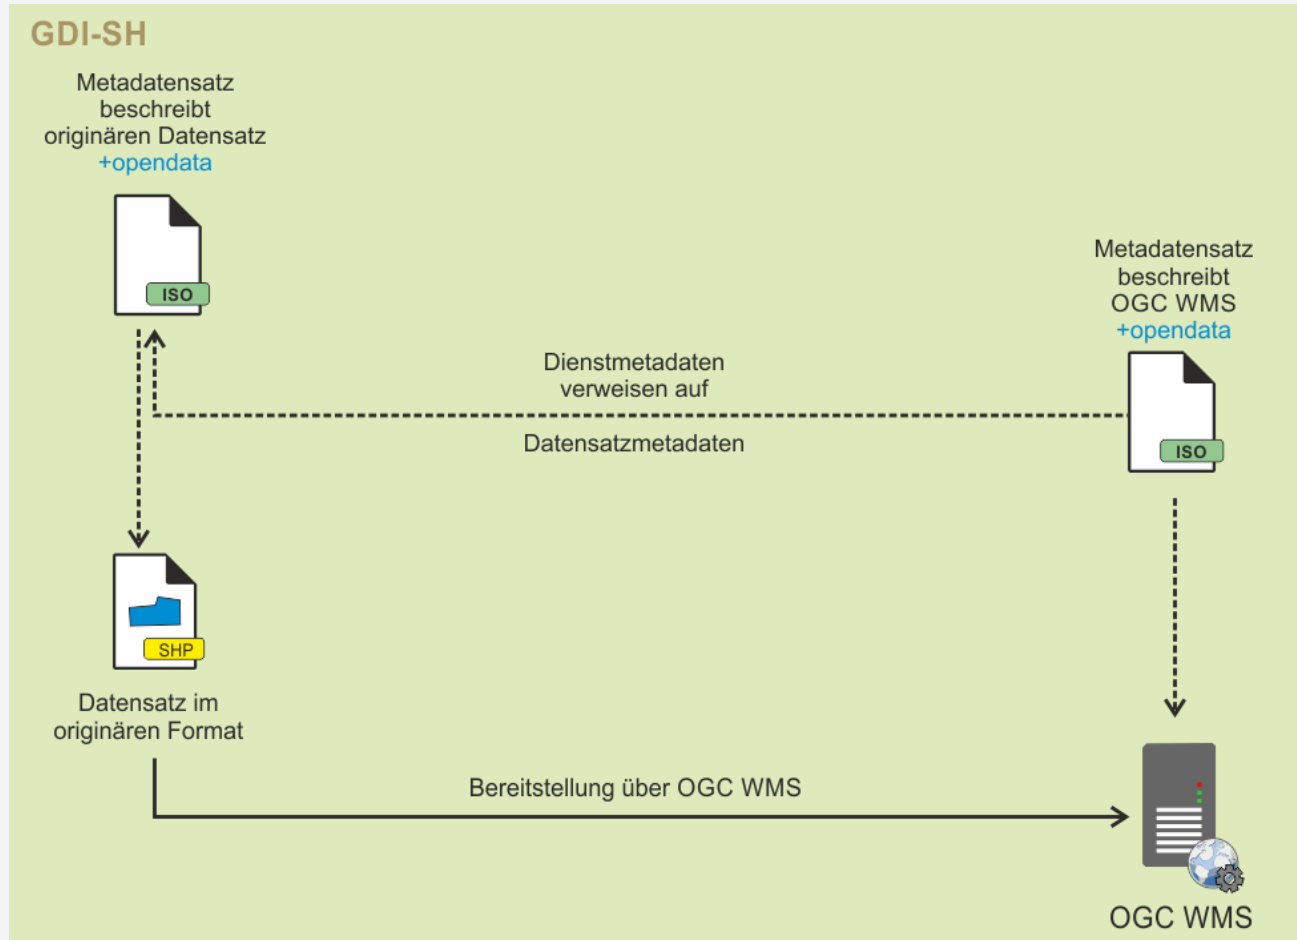 GDI-SH
Metadatensatz
beschreibt
originären Datensatz
+opendata
ISO
Metadatensatz
beschreibt
OGC WMS
+opendata
ISO
Dienstmetadaten
verweisen auf
Datensatzmetadaten
SHP
Datensatz im
originären Format
Bereitstellung über OGC WMS
OGC WMS